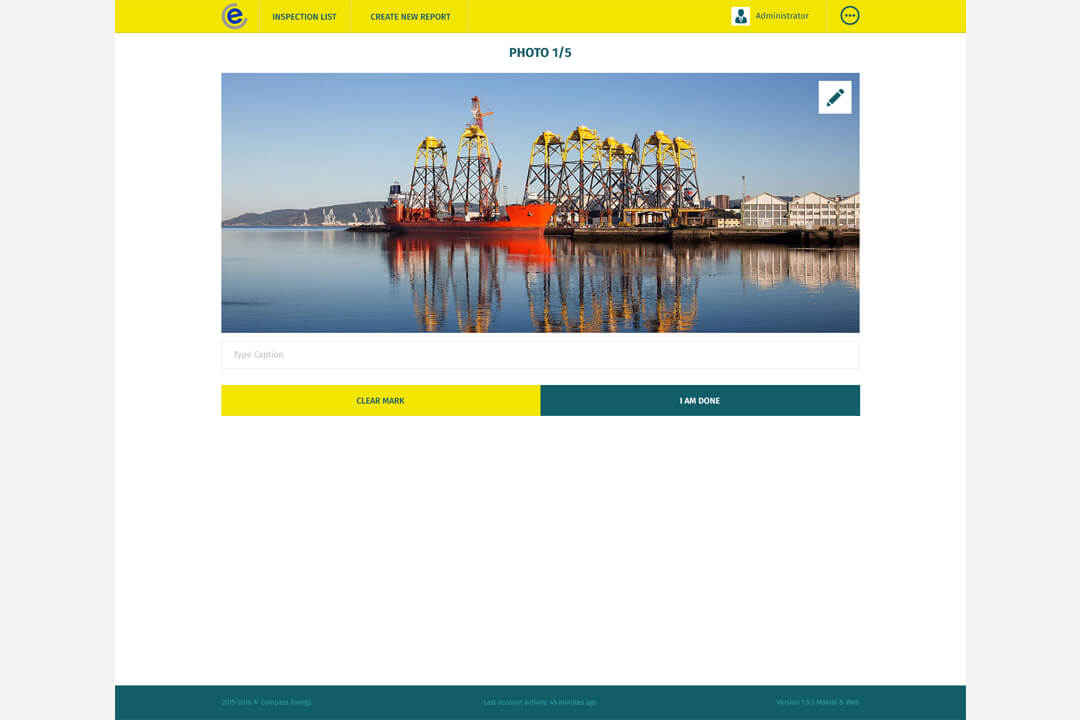 e
INSPECTION LIST
CREATE NEW REPORT
Administrator
PHOTO 1/5
Type Caption
CLEAR MARK
I AM DONE
2015-2016 © Compass Energy.
Last account activity: 45 minutes ago
Version 1.0.3 Mobile & Web